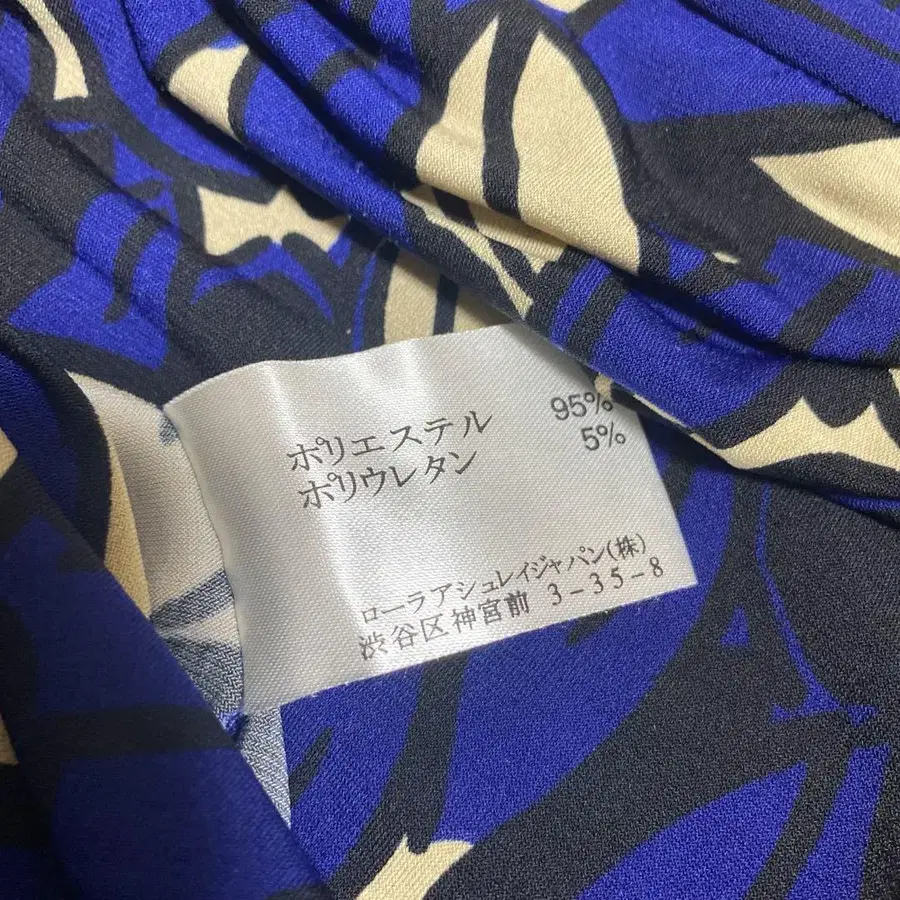 ポリエステル 95%
ポリウレタン 5%
ローラアシュレイジャパン(株)
渋谷区神宮前 3-35-8